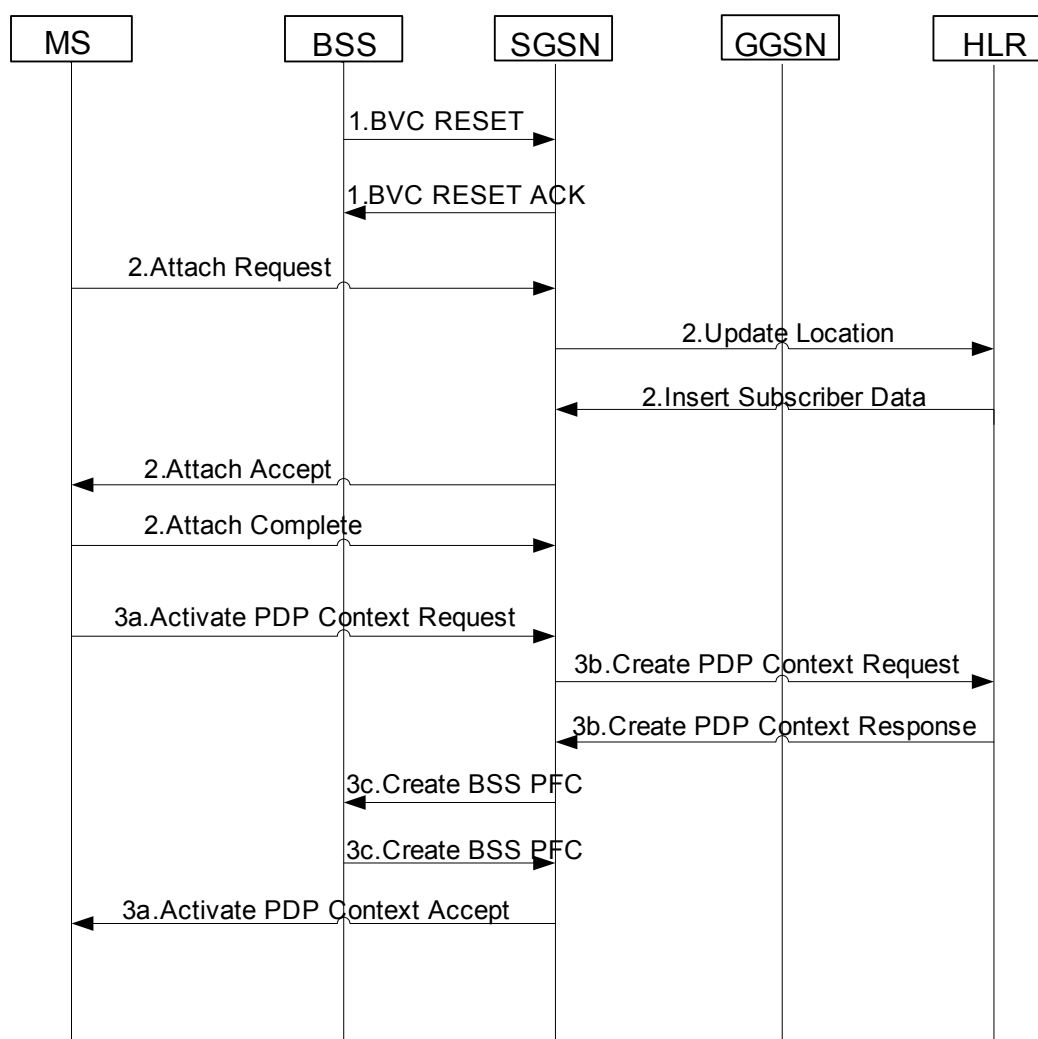 MS
BSS
SGSN
GGSN
HLR
1.BVC RESET
1.BVC RESET ACK
2.Attach Request
2.Update Location
2.Insert Subscriber Data
2.Attach Accept
2.Attach Complete
3a.Activate PDP Context Request
3b.Create PDP Context Request
3b.Create PDP Context Response
3c.Create BSS PFC
3c.Create BSS PFC
3a.Activate PDP Context Accept